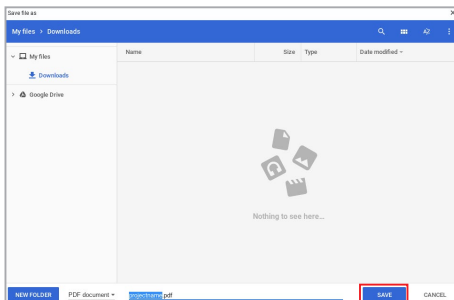 Save file as
My files > Downloads
AZ
Name Size Type Date modified
My files
Downloads
Google Drive
Nothing to see here...
NEW FOLDER PDF document projectname.pdf SAVE CANCEL